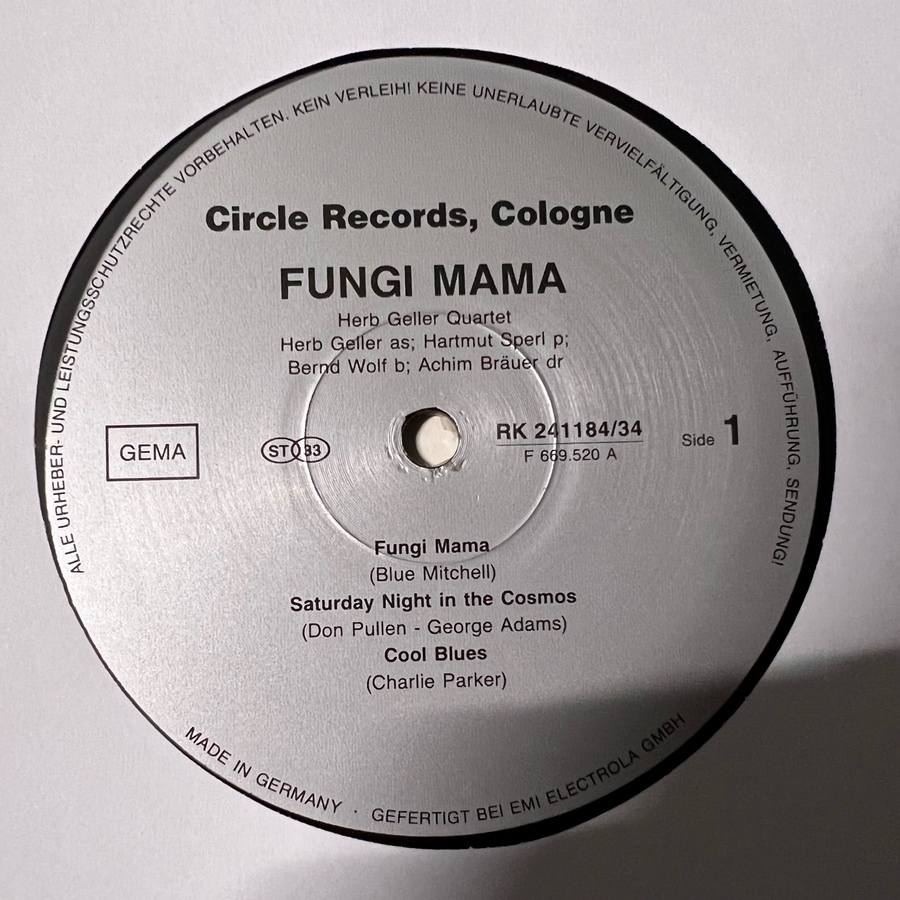 ALLE URHEBER- UND LEISTUNGSSCHUTZRECHTE VORBEHALTEN. KEIN VERLEIH! KEINE UNERLAUBTE VERVIELFÄLTIGUNG, VERMIETUNG, AUFFÜHRUNG, SENDUNG!
Circle Records, Cologne
FUNGI MAMA
Herb Geller Quartet
Herb Geller as; Hartmut Sperl p;
Bernd Wolf b; Achim Bräuer dr
GEMA
ST 33
RK 241184/34
F 669.520 A
Side 1
Fungi Mama
(Blue Mitchell)
Saturday Night in the Cosmos
(Don Pullen - George Adams)
Cool Blues
(Charlie Parker)
MADE IN GERMANY · GEFERTIGT BEI EMI ELECTROLA GMBH